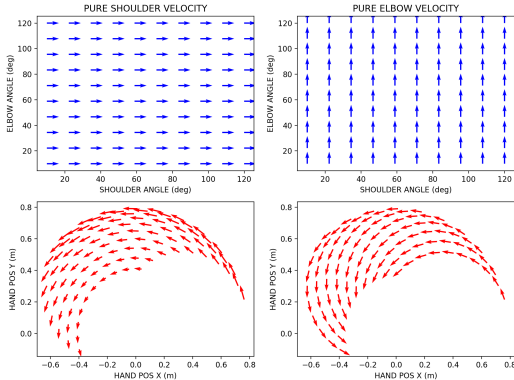 PURE SHOULDER VELOCITY
120
100
80
60
40
20
ELBOW ANGLE (deg)
20 40 60 80 100 120
SHOULDER ANGLE (deg)
PURE ELBOW VELOCITY
120
100
80
60
40
20
ELBOW ANGLE (deg)
20 40 60 80 100 120
SHOULDER ANGLE (deg)
0.8
0.6
0.4
0.2
0.0
HAND POS Y (m)
−0.6 −0.4 −0.2 0.0 0.2 0.4 0.6 0.8
HAND POS X (m)
0.8
0.6
0.4
0.2
0.0
HAND POS Y (m)
−0.6 −0.4 −0.2 0.0 0.2 0.4 0.6 0.8
HAND POS X (m)